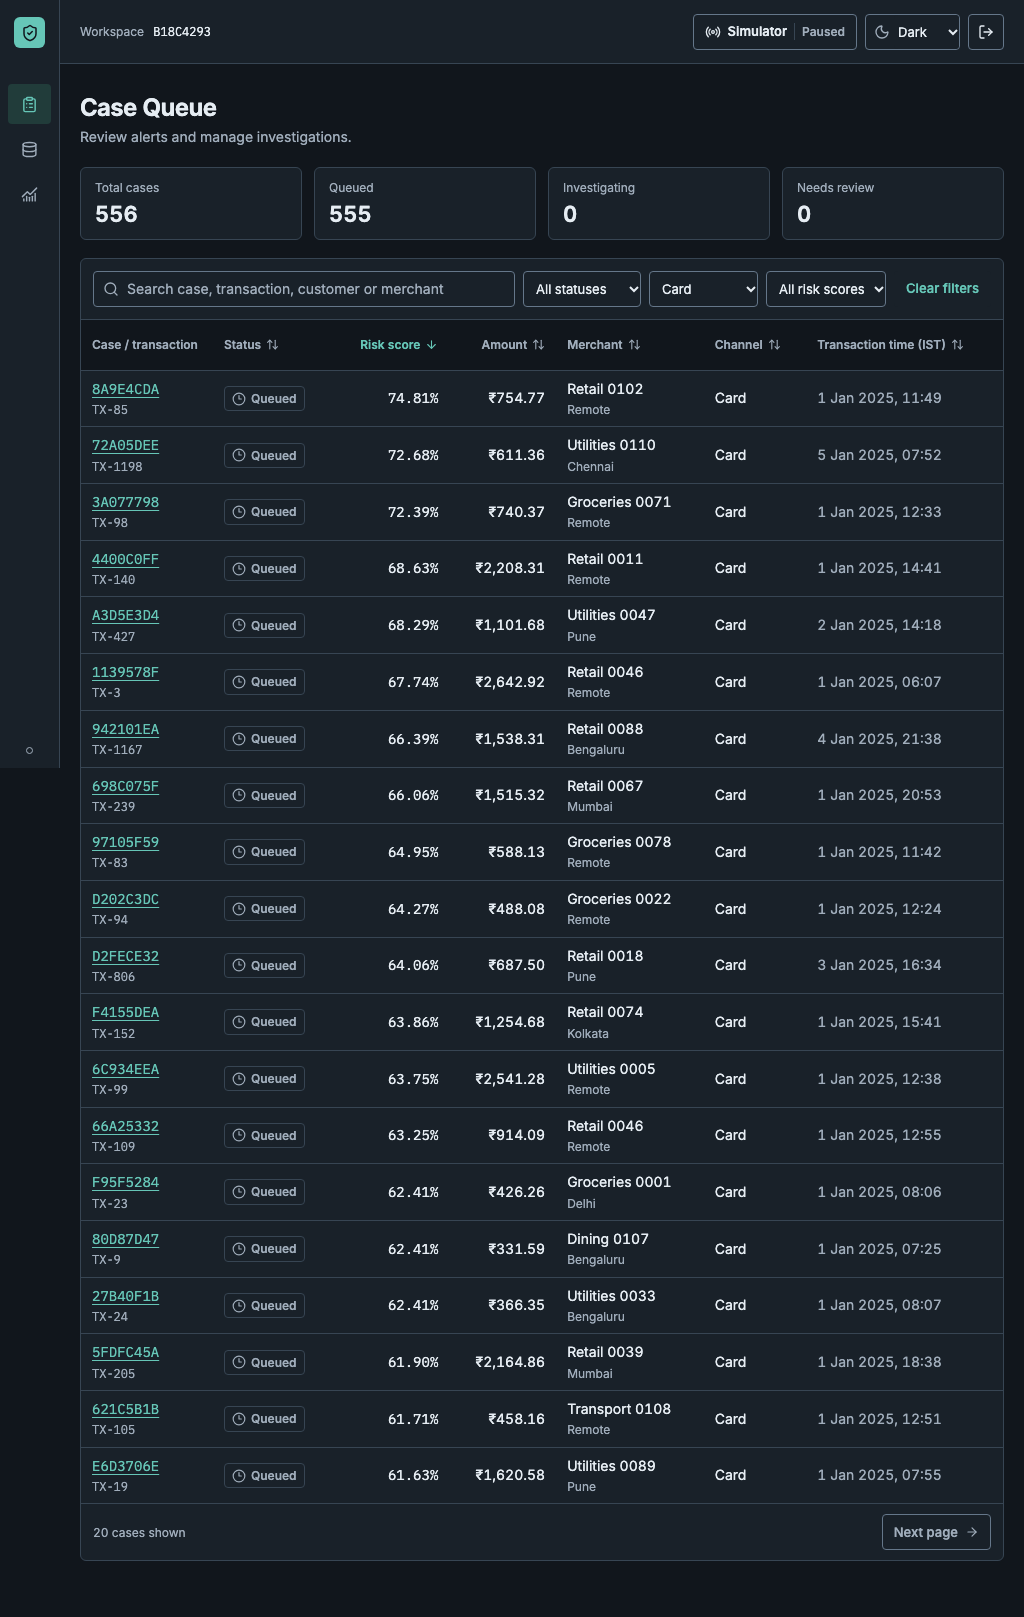 Workspace B18C4293
Simulator Paused
Dark
Case Queue
Review alerts and manage investigations.
Total cases
556
Queued
555
Investigating
0
Needs review
0
Search case, transaction, customer or merchant
All statuses
Card
All risk scores
Clear filters
Case / transaction Status Risk score Amount Merchant Channel Transaction time (IST)
8A9E4CDA Queued 74.81% ₹754.77 Retail 0102 Card 1 Jan 2025, 11:49
TX-85 Remote
72A05DEE Queued 72.68% ₹611.36 Utilities 0110 Card 5 Jan 2025, 07:52
TX-1198 Chennai
3A077798 Queued 72.39% ₹740.37 Groceries 0071 Card 1 Jan 2025, 12:33
TX-98 Remote
4400C0FF Queued 68.63% ₹2,208.31 Retail 0011 Card 1 Jan 2025, 14:41
TX-140 Remote
A3D5E3D4 Queued 68.29% ₹1,101.68 Utilities 0047 Card 2 Jan 2025, 14:18
TX-427 Pune
1139578F Queued 67.74% ₹2,642.92 Retail 0046 Card 1 Jan 2025, 06:07
TX-3 Remote
942101EA Queued 66.39% ₹1,538.31 Retail 0088 Card 4 Jan 2025, 21:38
TX-1167 Bengaluru
698C075F Queued 66.06% ₹1,515.32 Retail 0067 Card 1 Jan 2025, 20:53
TX-239 Mumbai
97105F59 Queued 64.95% ₹588.13 Groceries 0078 Card 1 Jan 2025, 11:42
TX-83 Remote
D202C3DC Queued 64.27% ₹488.08 Groceries 0022 Card 1 Jan 2025, 12:24
TX-94 Remote
D2FECE32 Queued 64.06% ₹687.50 Retail 0018 Card 3 Jan 2025, 16:34
TX-806 Pune
F4155DEA Queued 63.86% ₹1,254.68 Retail 0074 Card 1 Jan 2025, 15:41
TX-152 Kolkata
6C934EEA Queued 63.75% ₹2,541.28 Utilities 0005 Card 1 Jan 2025, 12:38
TX-99 Remote
66A25332 Queued 63.25% ₹914.09 Retail 0046 Card 1 Jan 2025, 12:55
TX-109 Remote
F95F5284 Queued 62.41% ₹426.26 Groceries 0001 Card 1 Jan 2025, 08:06
TX-23 Delhi
80D87D47 Queued 62.41% ₹331.59 Dining 0107 Card 1 Jan 2025, 07:25
TX-9 Bengaluru
27B40F1B Queued 62.41% ₹366.35 Utilities 0033 Card 1 Jan 2025, 08:07
TX-24 Bengaluru
5FDFC45A Queued 61.90% ₹2,164.86 Retail 0039 Card 1 Jan 2025, 18:38
TX-205 Mumbai
621C5B1B Queued 61.71% ₹458.16 Transport 0108 Card 1 Jan 2025, 12:51
TX-105 Remote
E6D3706E Queued 61.63% ₹1,620.58 Utilities 0089 Card 1 Jan 2025, 07:55
TX-19 Pune
20 cases shown
Next page